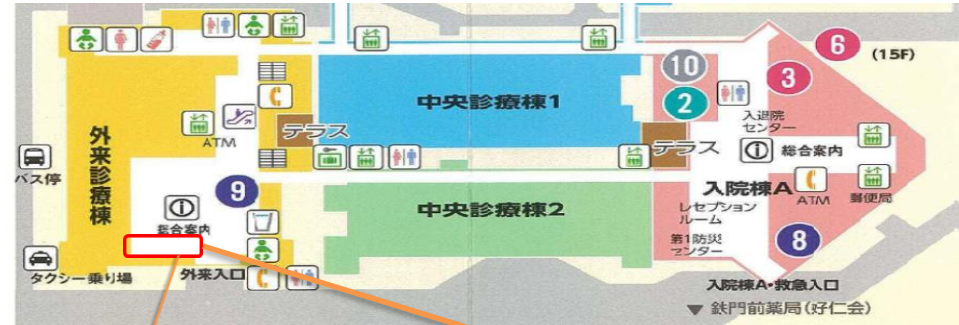 6
(15F)
10
3
中央診療棟1
2
入退院
センター
ATM
テラス
テラス
総合案内
外来診療棟
バス停
9
入院棟A
ATM
郵便局
中央診療棟2
レセプション
ルーム
総合案内
第1防災
センター
8
タクシー乗り場
外来入口
入院棟A・救急入口
▼ 鉄門前薬局(好仁会)